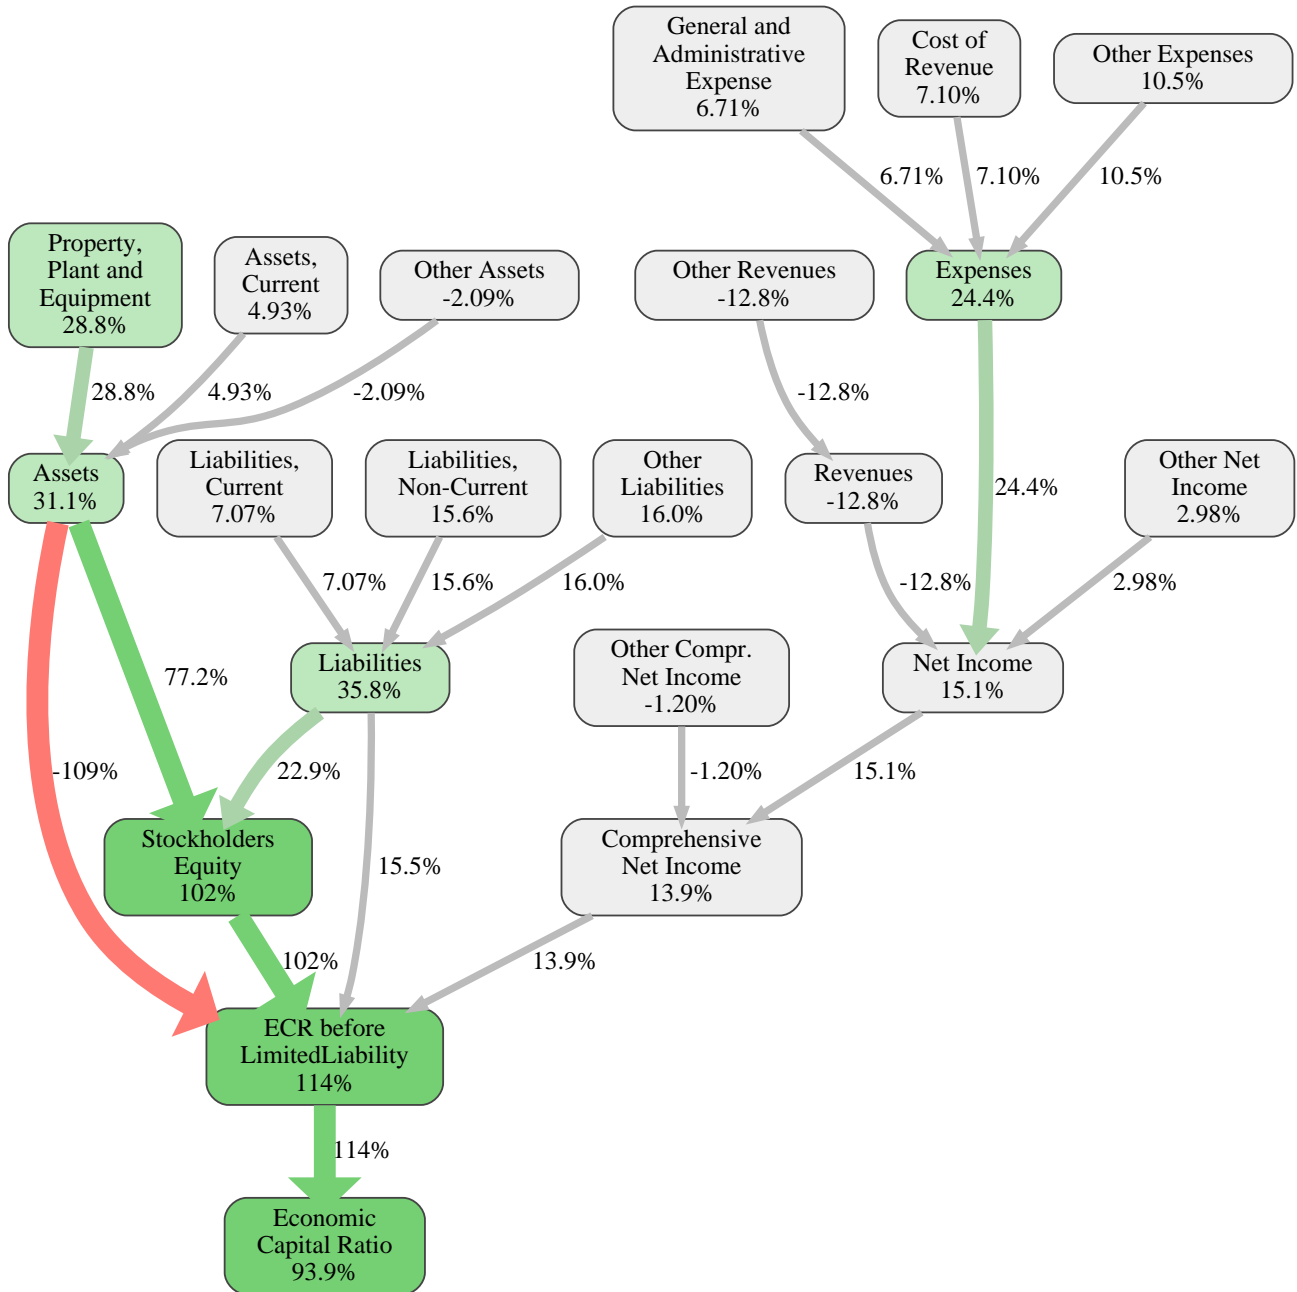 General and
Administrative
Expense
6.71%
Cost of
Revenue
7.10%
Other Expenses
10.5%
6.71%
7.10%
10.5%
Property,
Plant and
Equipment
28.8%
Assets,
Current
4.93%
Other Assets
-2.09%
Other Revenues
-12.8%
Expenses
24.4%
28.8%
4.93%
-2.09%
-12.8%
Assets
31.1%
Liabilities,
Current
7.07%
Liabilities,
Non-Current
15.6%
Other
Liabilities
16.0%
Revenues
-12.8%
24.4%
Other Net
Income
2.98%
7.07%
15.6%
16.0%
-12.8%
2.98%
77.2%
Liabilities
35.8%
Other Compr.
Net Income
-1.20%
Net Income
15.1%
-109%
22.9%
-1.20%
15.1%
Stockholders
Equity
102%
15.5%
Comprehensive
Net Income
13.9%
102%
13.9%
ECR before
LimitedLiability
114%
114%
Economic
Capital Ratio
93.9%